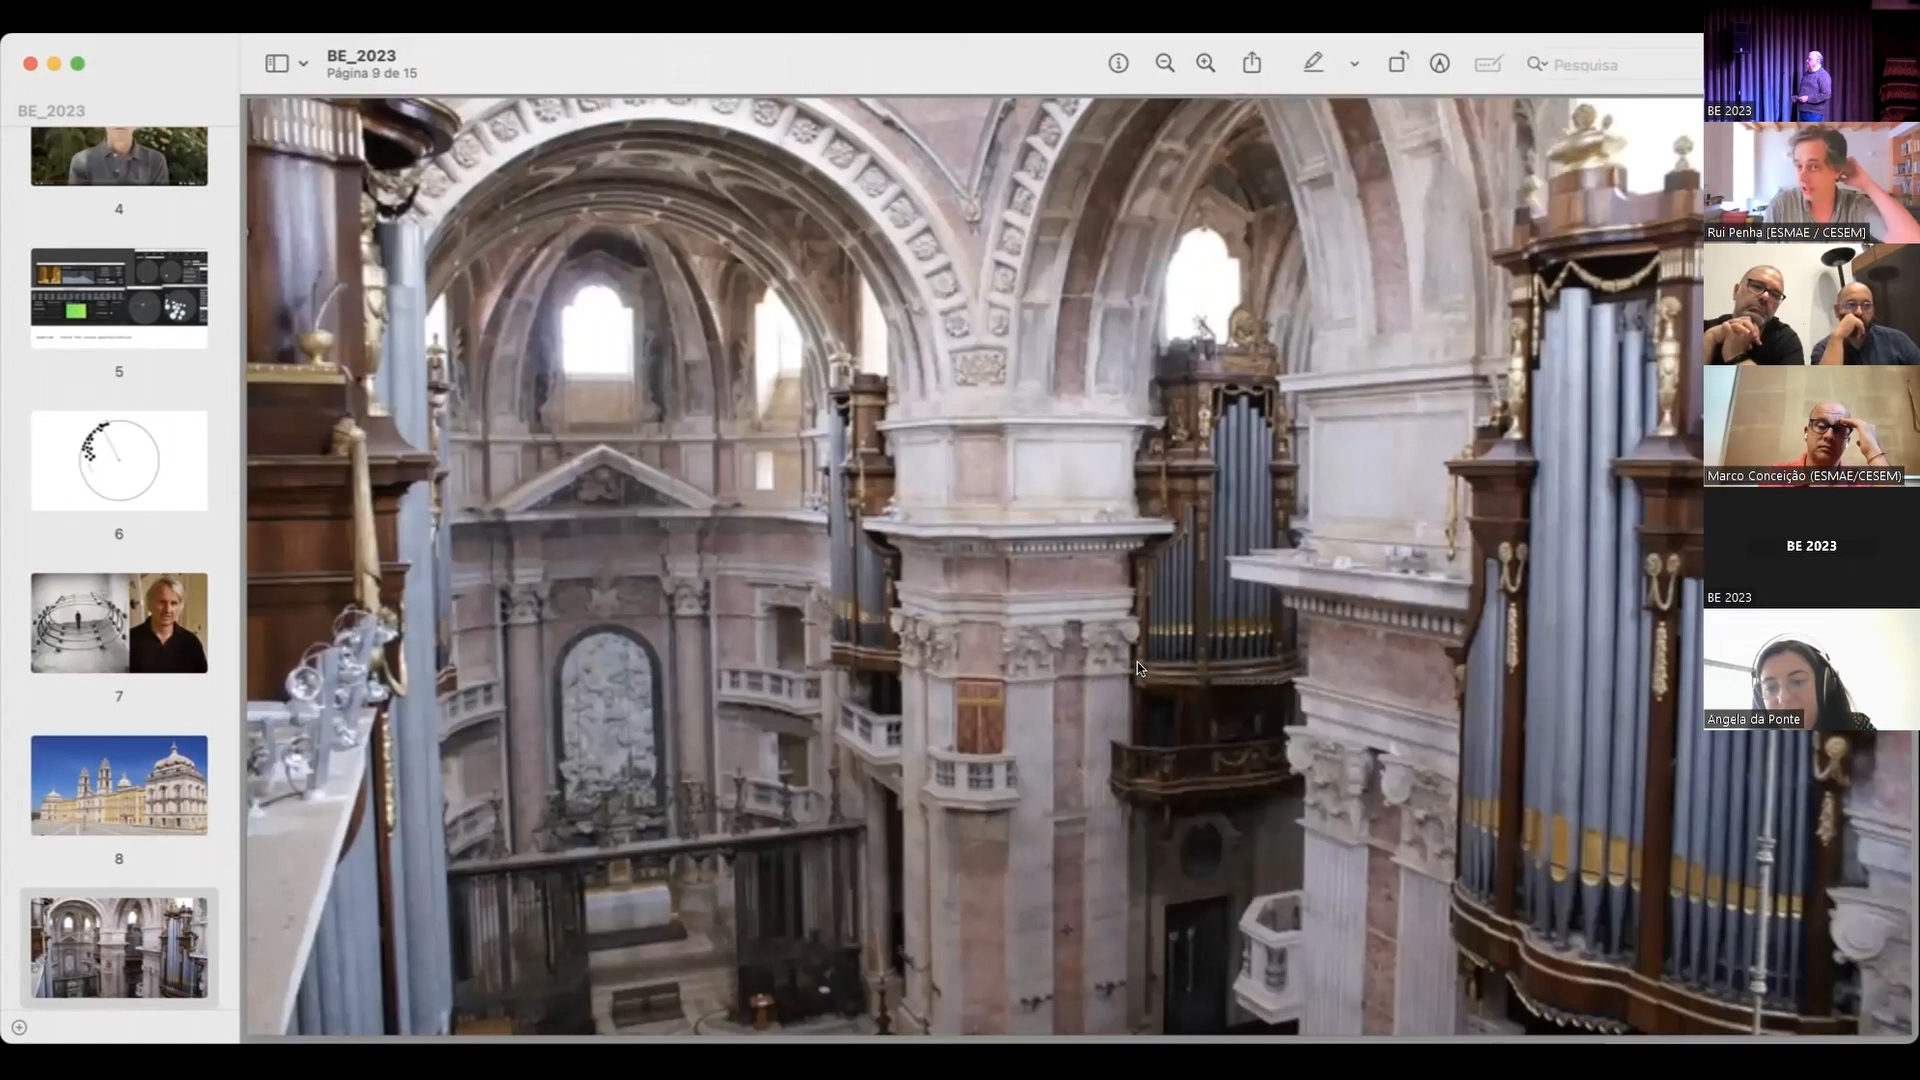 BE_2023
Página 9 de 15
Pesquisa
BE_2023
4
5
6
7
8
BE 2023
Rui Penha [ESMAE / CESEM]
Marco Conceição (ESMAE/CESEM)
BE 2023
BE 2023
Angela da Ponte